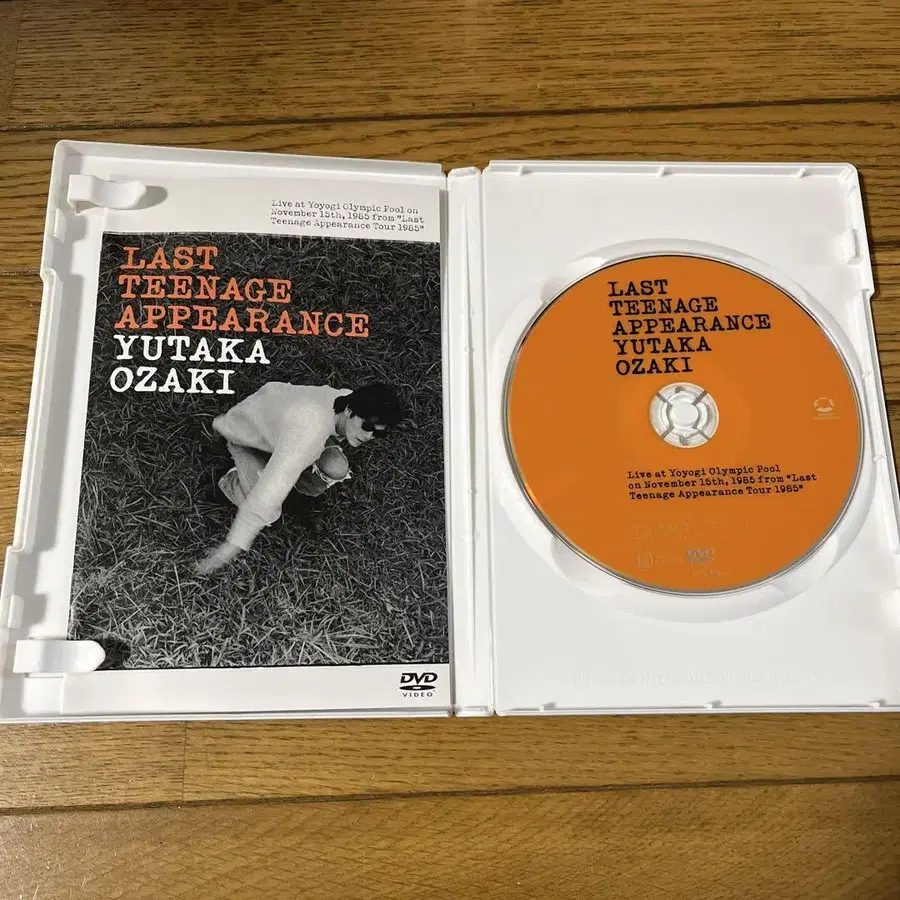 Live at Yoyogi Olympic Pool on
November 15th, 1985 from "Last
Teenage Appearance Tour 1985"
LAST
TEENAGE
APPEARANCE
YUTAKA
OZAKI
DVD
VIDEO
LAST
TEENAGE
APPEARANCE
YUTAKA
OZAKI
Live at Yoyogi Olympic Pool
on November 15th, 1985 from "Last
Teenage Appearance Tour 1985"
DVD